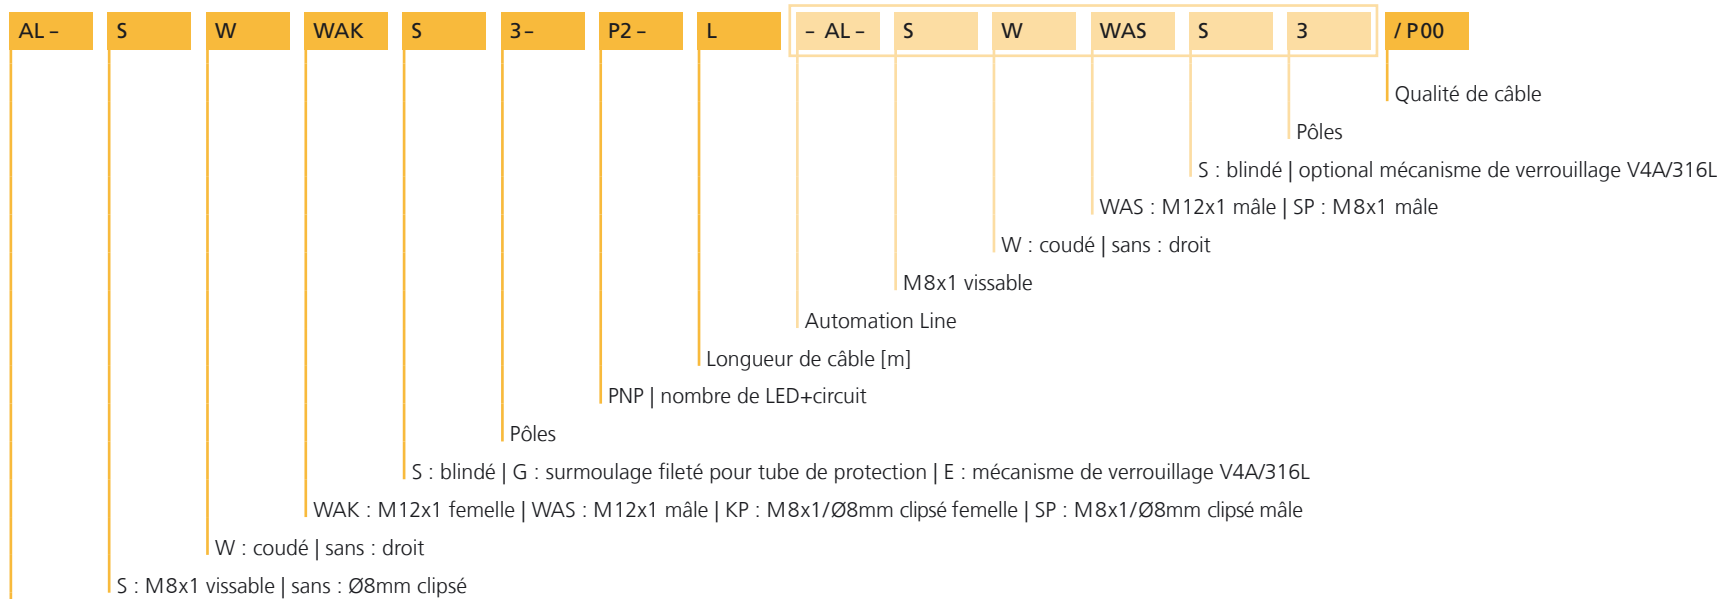 AL – S W WAK S 3 – P2 – L – AL – S W WAS S 3 / P00
Qualité de câble
Pôles
S : blindé | optional mécanisme de verrouillage V4A/316L
WAS : M12x1 mâle | SP : M8x1 mâle
W : coudé | sans : droit
M8x1 vissable
Automation Line
Longueur de câble [m]
PNP | nombre de LED+circuit
Pôles
S : blindé | G : surmoulage fileté pour tube de protection | E : mécanisme de verrouillage V4A/316L
WAK : M12x1 femelle | WAS : M12x1 mâle | KP : M8x1/Ø8mm clipsé femelle | SP : M8x1/Ø8mm clipsé mâle
W : coudé | sans : droit
S : M8x1 vissable | sans : Ø8mm clipsé